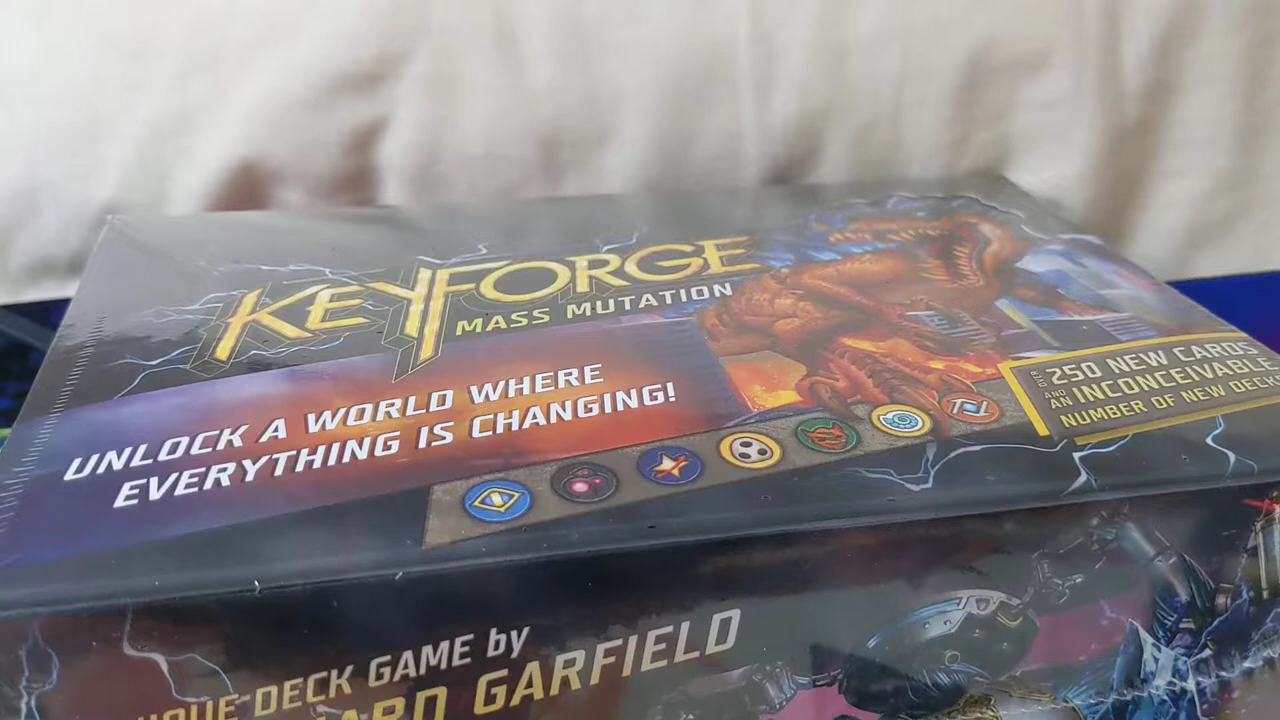 KEYFORGE
MASS MUTATION
UNLOCK A WORLD WHERE
EVERYTHING IS CHANGING!
OVER 250 NEW CARDS
AND AN INCONCEIVABLE
NUMBER OF NEW DECKS
DECK GAME by
GARFIELD